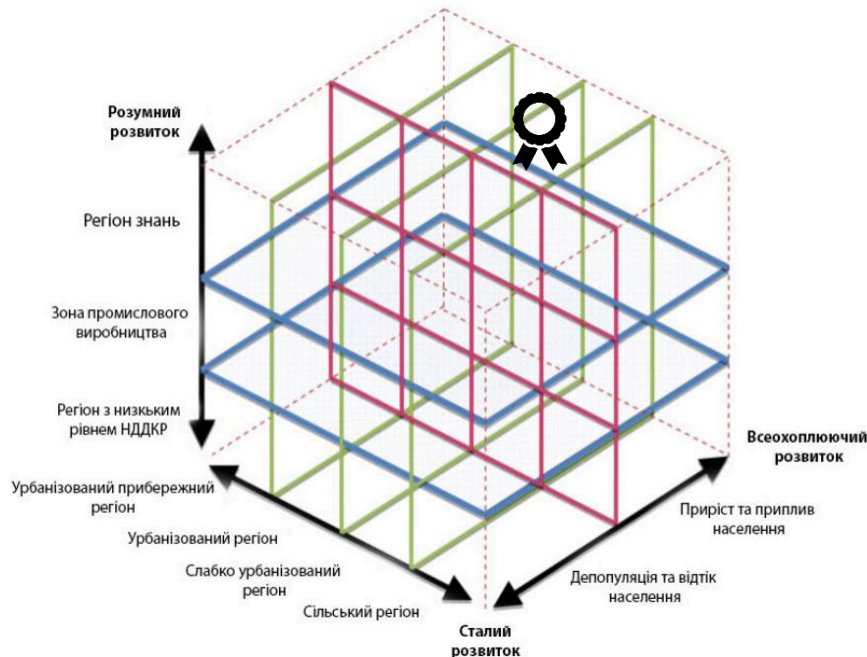 Розумний
розвиток
Регіон знань
Зона промислового
виробництва
Регіон з низкьким
рівнем НДДКР
Урбанізований прибережний
регіон
Урбанізований регіон
Слабко урбанізований
регіон
Сільський регіон
Сталий
розвиток
Депопуляція та відтік
населення
Приріст та приплив
населення
Всеохоплюючий
розвиток